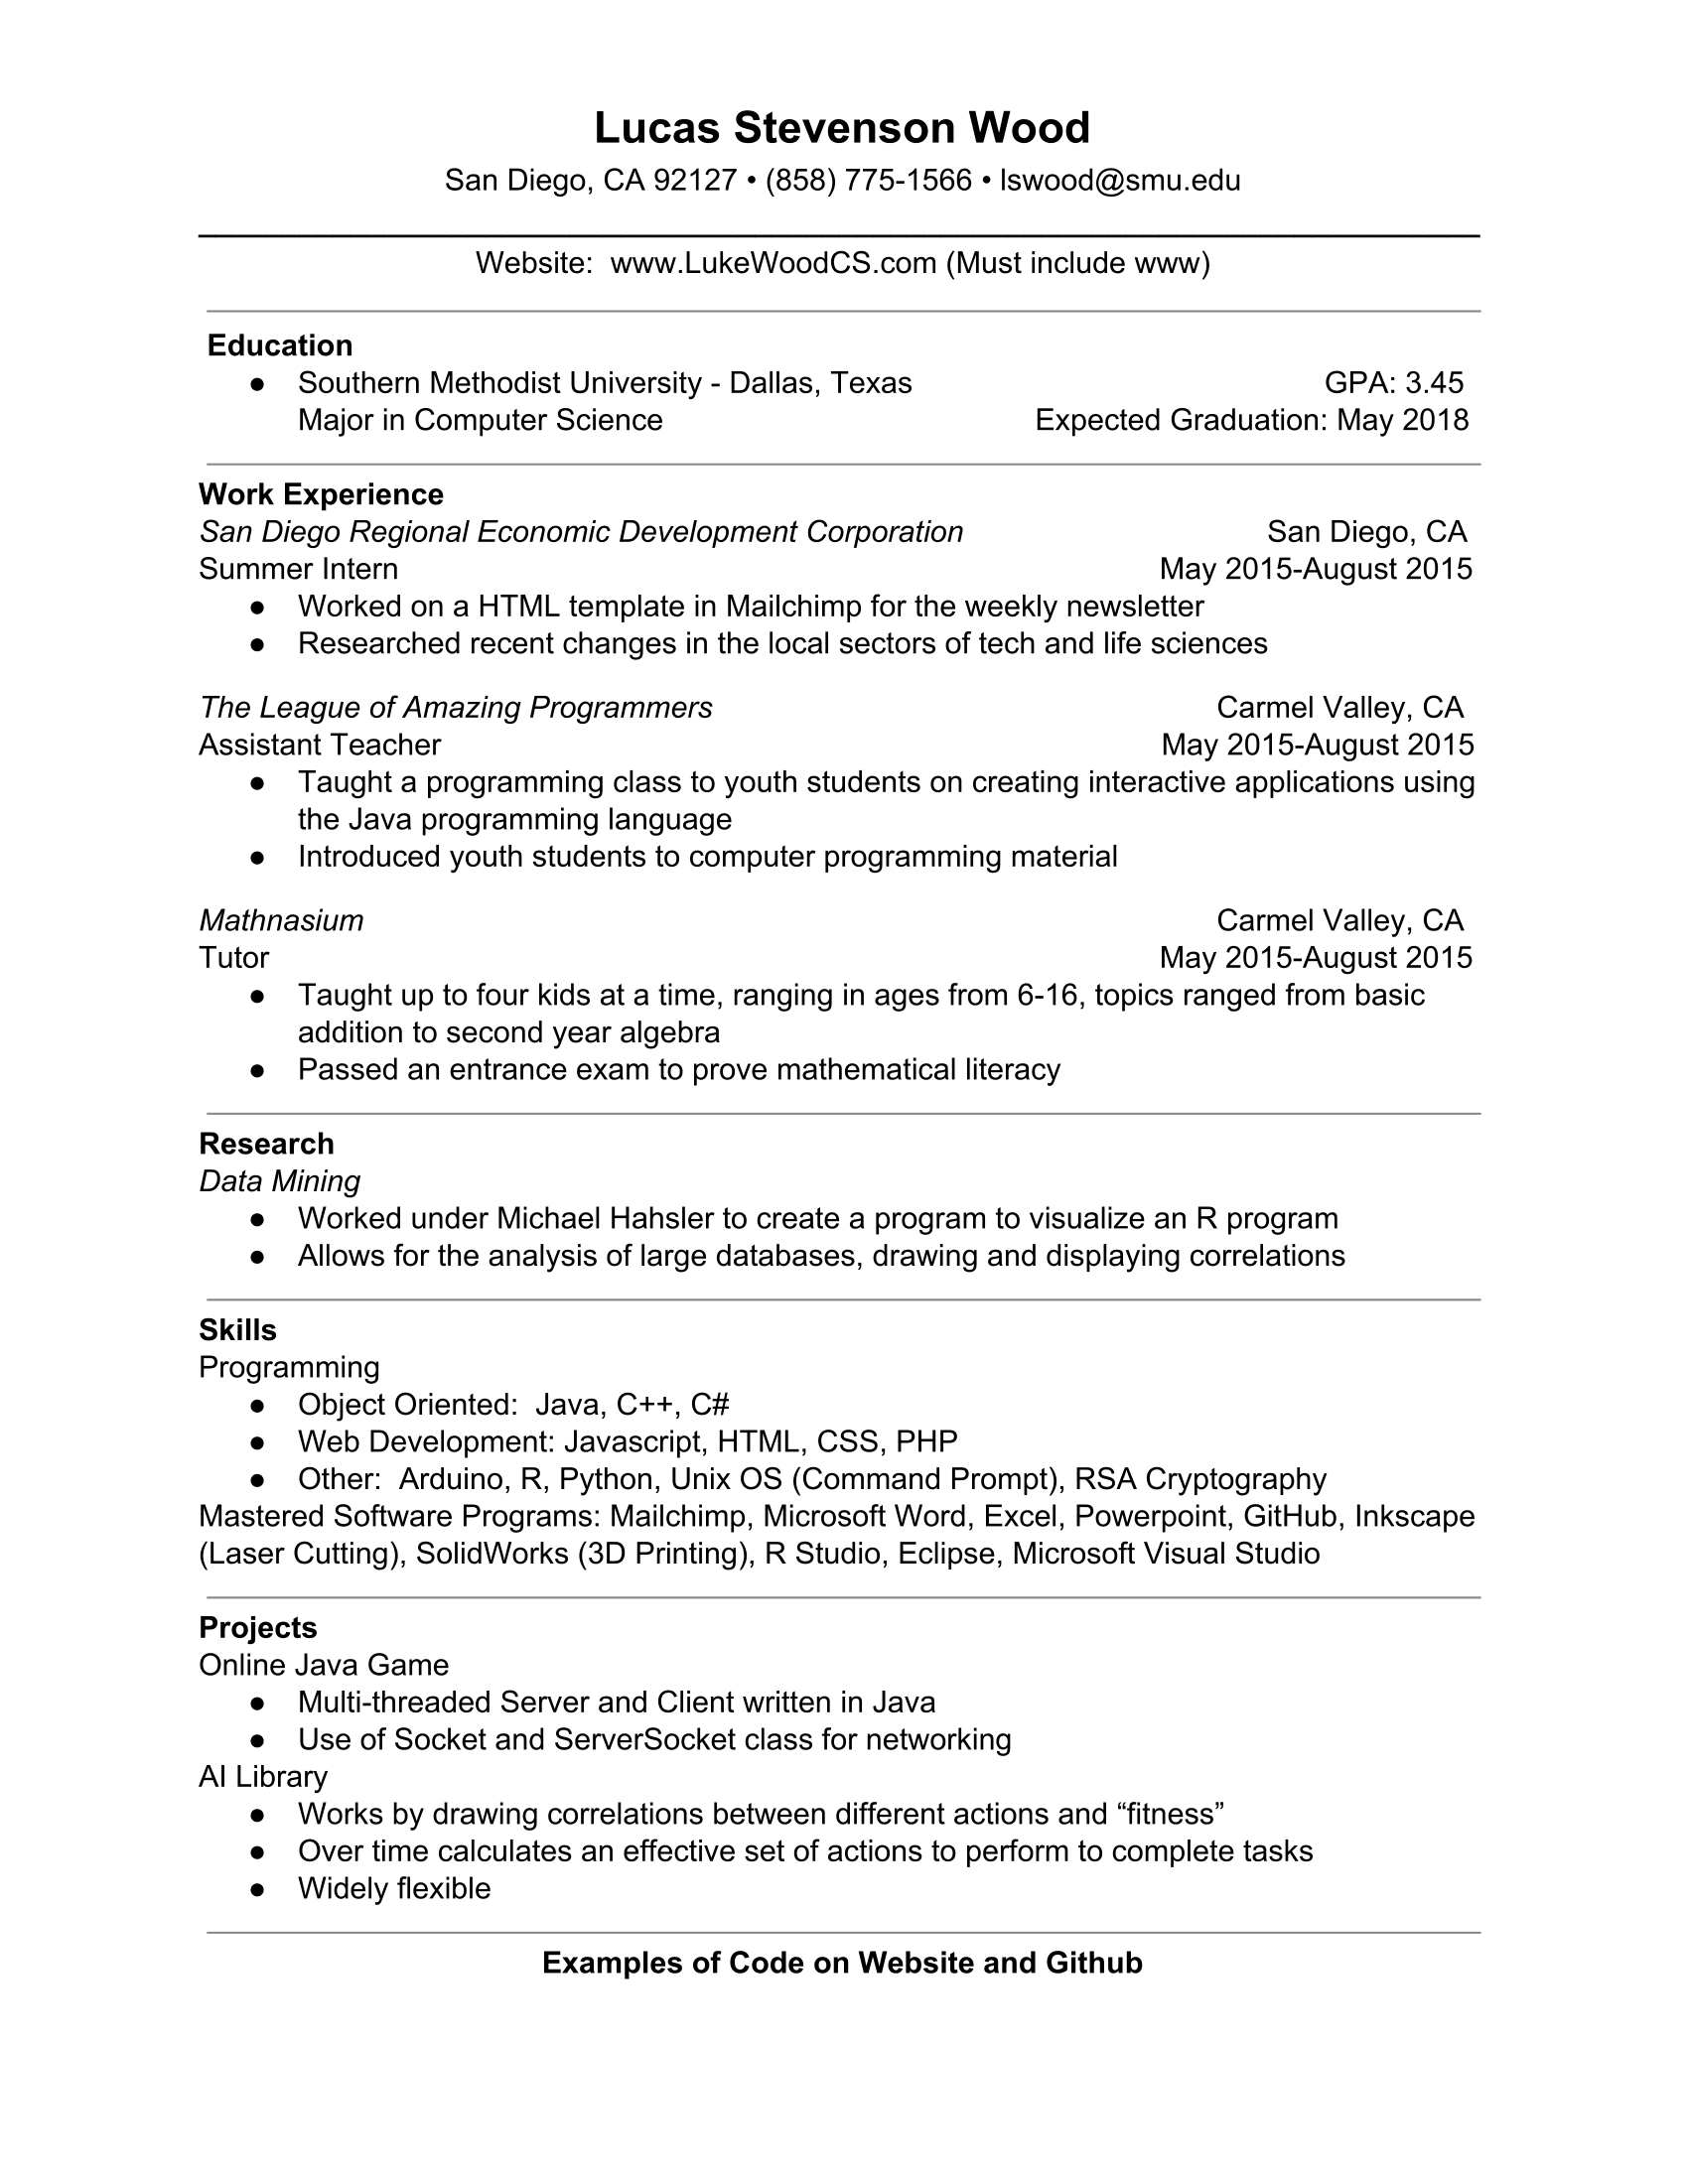 Lucas Stevenson Wood
San Diego, CA 92127 • (858) 775-1566 • lswood@smu.edu
Website:  www.LukeWoodCS.com (Must include www)
Education
● Southern Methodist University - Dallas, Texas GPA: 3.45
Major in Computer Science Expected Graduation: May 2018
Work Experience
San Diego Regional Economic Development Corporation San Diego, CA
Summer Intern May 2015-August 2015
● Worked on a HTML template in Mailchimp for the weekly newsletter
● Researched recent changes in the local sectors of tech and life sciences
The League of Amazing Programmers Carmel Valley, CA
Assistant Teacher May 2015-August 2015
● Taught a programming class to youth students on creating interactive applications using
the Java programming language
● Introduced youth students to computer programming material
Mathnasium Carmel Valley, CA
Tutor May 2015-August 2015
● Taught up to four kids at a time, ranging in ages from 6-16, topics ranged from basic
addition to second year algebra
● Passed an entrance exam to prove mathematical literacy
Research
Data Mining
● Worked under Michael Hahsler to create a program to visualize an R program
● Allows for the analysis of large databases, drawing and displaying correlations
Skills
Programming
● Object Oriented:  Java, C++, C#
● Web Development: Javascript, HTML, CSS, PHP
● Other:  Arduino, R, Python, Unix OS (Command Prompt), RSA Cryptography
Mastered Software Programs: Mailchimp, Microsoft Word, Excel, Powerpoint, GitHub, Inkscape
(Laser Cutting), SolidWorks (3D Printing), R Studio, Eclipse, Microsoft Visual Studio
Projects
Online Java Game
● Multi-threaded Server and Client written in Java
● Use of Socket and ServerSocket class for networking
AI Library
● Works by drawing correlations between different actions and “fitness”
● Over time calculates an effective set of actions to perform to complete tasks
● Widely flexible
Examples of Code on Website and Github